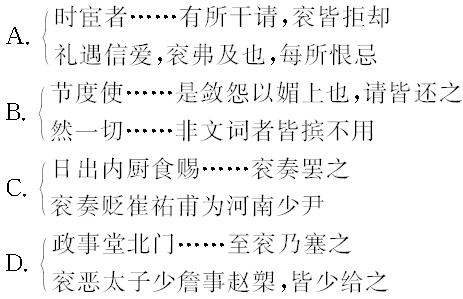 A. 时宦者……有所干请，衮皆拒却
礼遇信爱，衮弗及也，每所恨忌
B. 节度使……是敛怨以媚上也，请皆还之
然一切……非文词者皆摈不用
C. 日出内厨食赐……衮奏罢之
衮奏贬崔祐甫为河南少尹
D. 政事堂北门……至衮乃塞之
衮恶太子少詹事赵槊，皆少给之